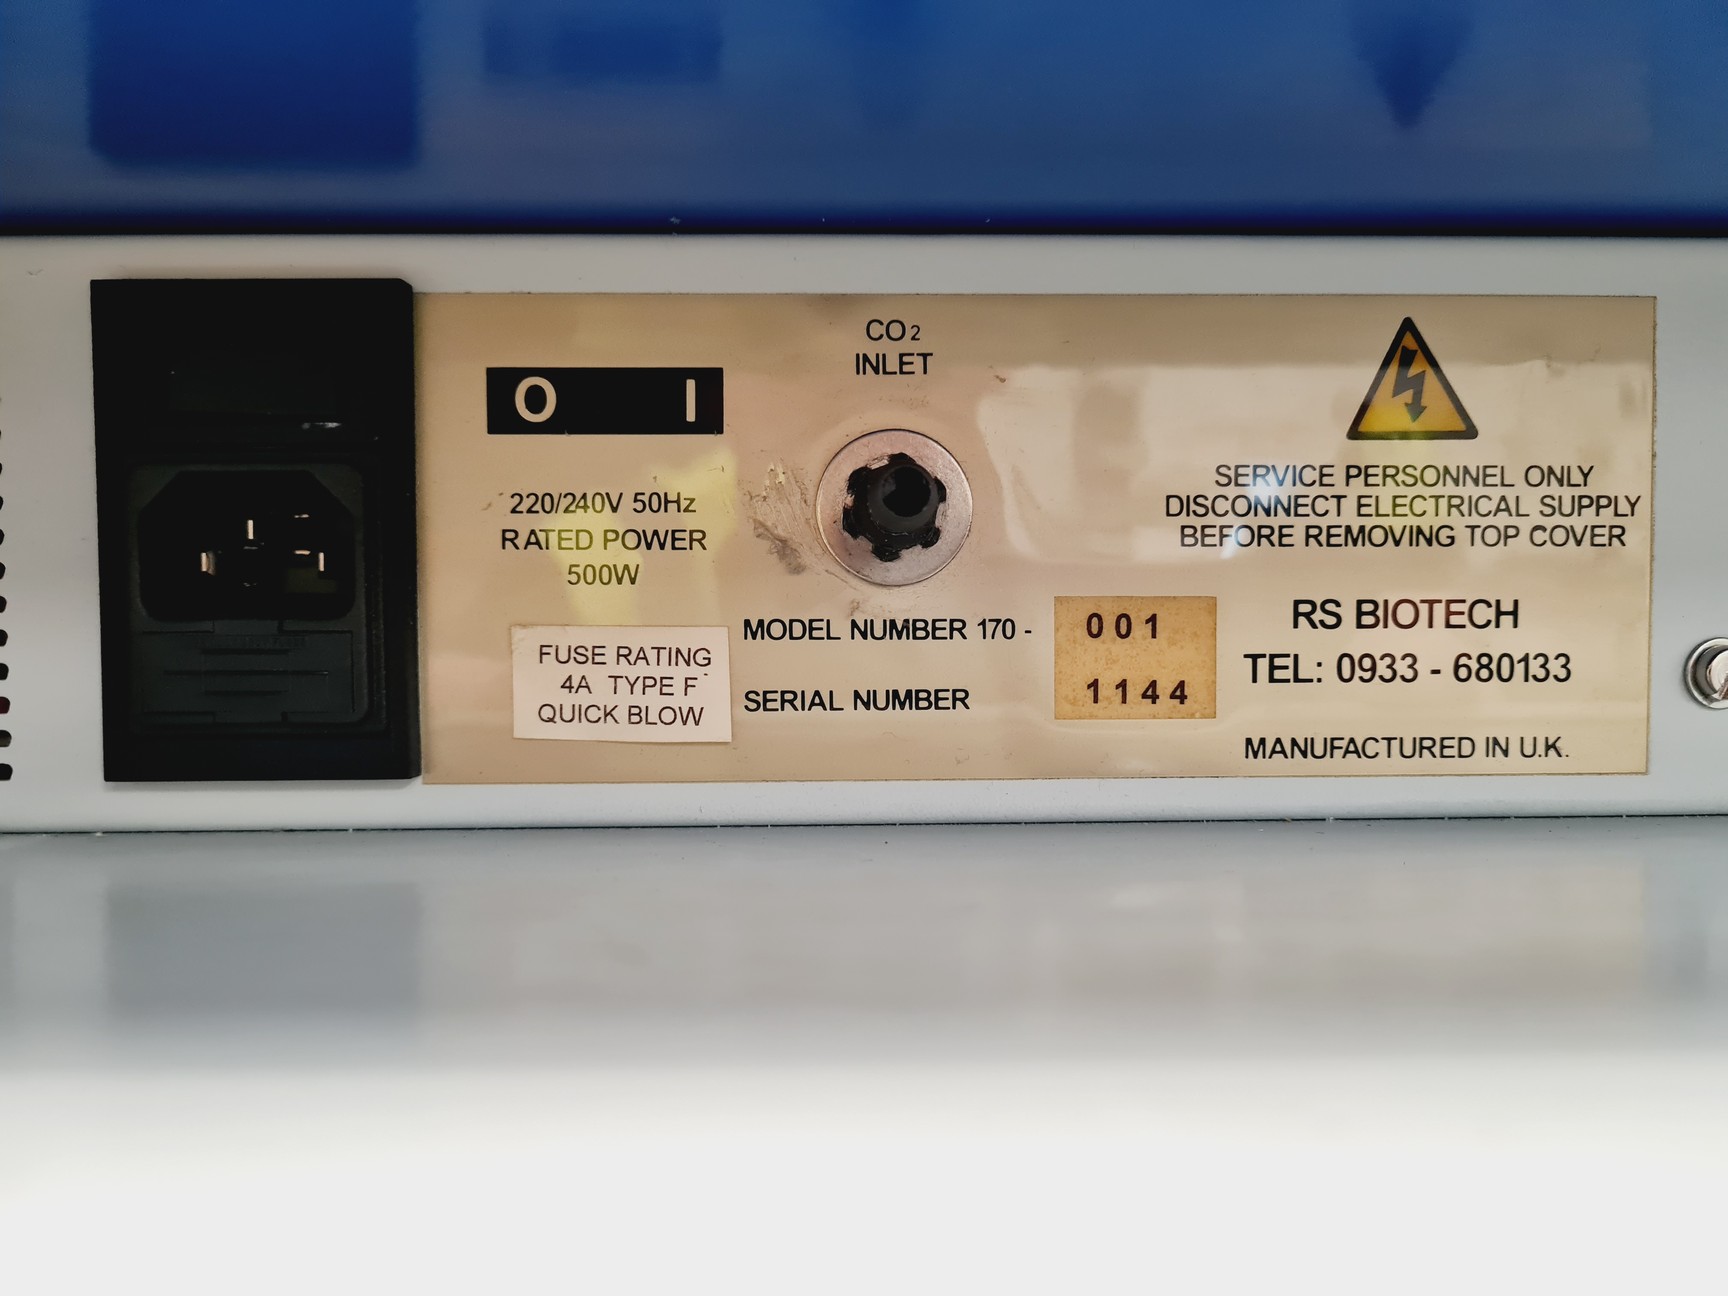 O I
220/240V 50Hz
RATED POWER
500W
FUSE RATING
4A TYPE F
QUICK BLOW
CO2
INLET
MODEL NUMBER 170 - 001
SERIAL NUMBER 1144
SERVICE PERSONNEL ONLY
DISCONNECT ELECTRICAL SUPPLY
BEFORE REMOVING TOP COVER
RS BIOTECH
TEL: 0933 - 680133
MANUFACTURED IN U.K.